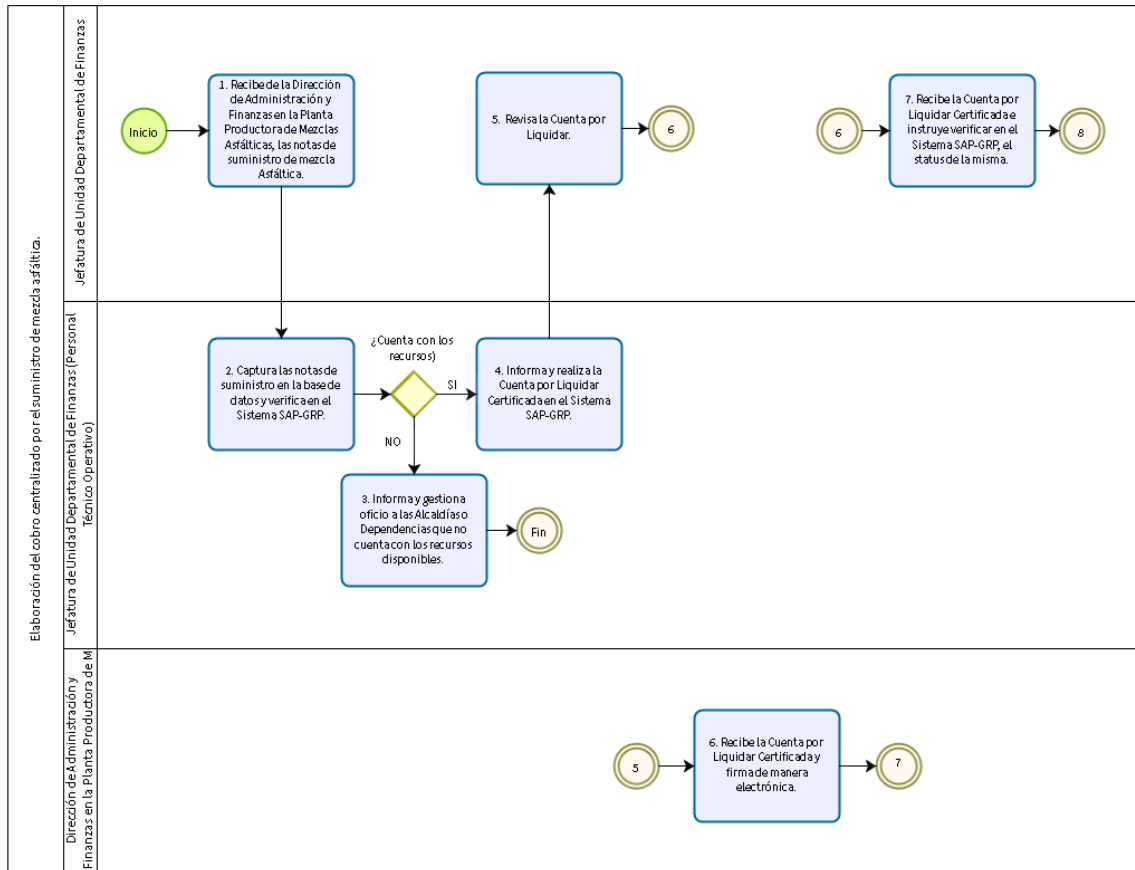 Elaboración del cobro centralizado por el suministro de mezcla asfáltica.
Jefatura de Unidad Departamental de Finanzas
Inicio
1. Recibe de la Dirección
de Administración y
Finanzas en la Planta
Productora de Mezclas
Asfálticas, las notas de
suministro de mezcla
Asfáltica.
5. Revisa la Cuenta por
Liquidar.
6
6
7. Recibe la Cuenta por
Liquidar Certificada e
instruye verificar en el
Sistema SAP-GRP, el
status de la misma.
8
Jefatura de Unidad Departamental de Finanzas (Personal
Técnico Operativo)
2. Captura las notas de
suministro en la base de
datos y verifica en el
Sistema SAP-GRP.
¿Cuenta con los
recursos)
SI
NO
4. Informa y realiza la
Cuenta por Liquidar
Certificada en el Sistema
SAP-GRP.
3. Informa y gestiona
oficio a las Alcaldías o
Dependencias que no
cuenta con los recursos
disponibles.
Fin
Dirección de Administración y
Finanzas en la Planta Productora de M
5
6. Recibe la Cuenta por
Liquidar Certificada y
firma de manera
electrónica.
7